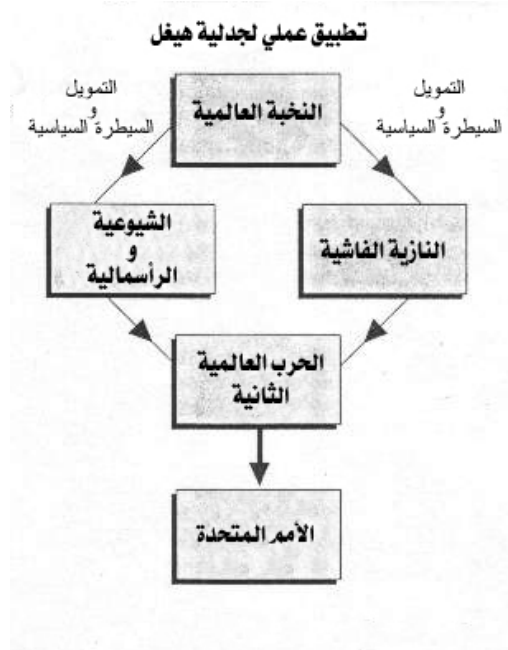 تطبيق عملي لجدلية هيغل
التمويل
و
السيطرة السياسية
النخبة العالمية
التمويل
و
السيطرة السياسية
النازية الفاشية
الشيوعية
و
الرأسمالية
الحرب العالمية
الثانية
الأمم المتحدة